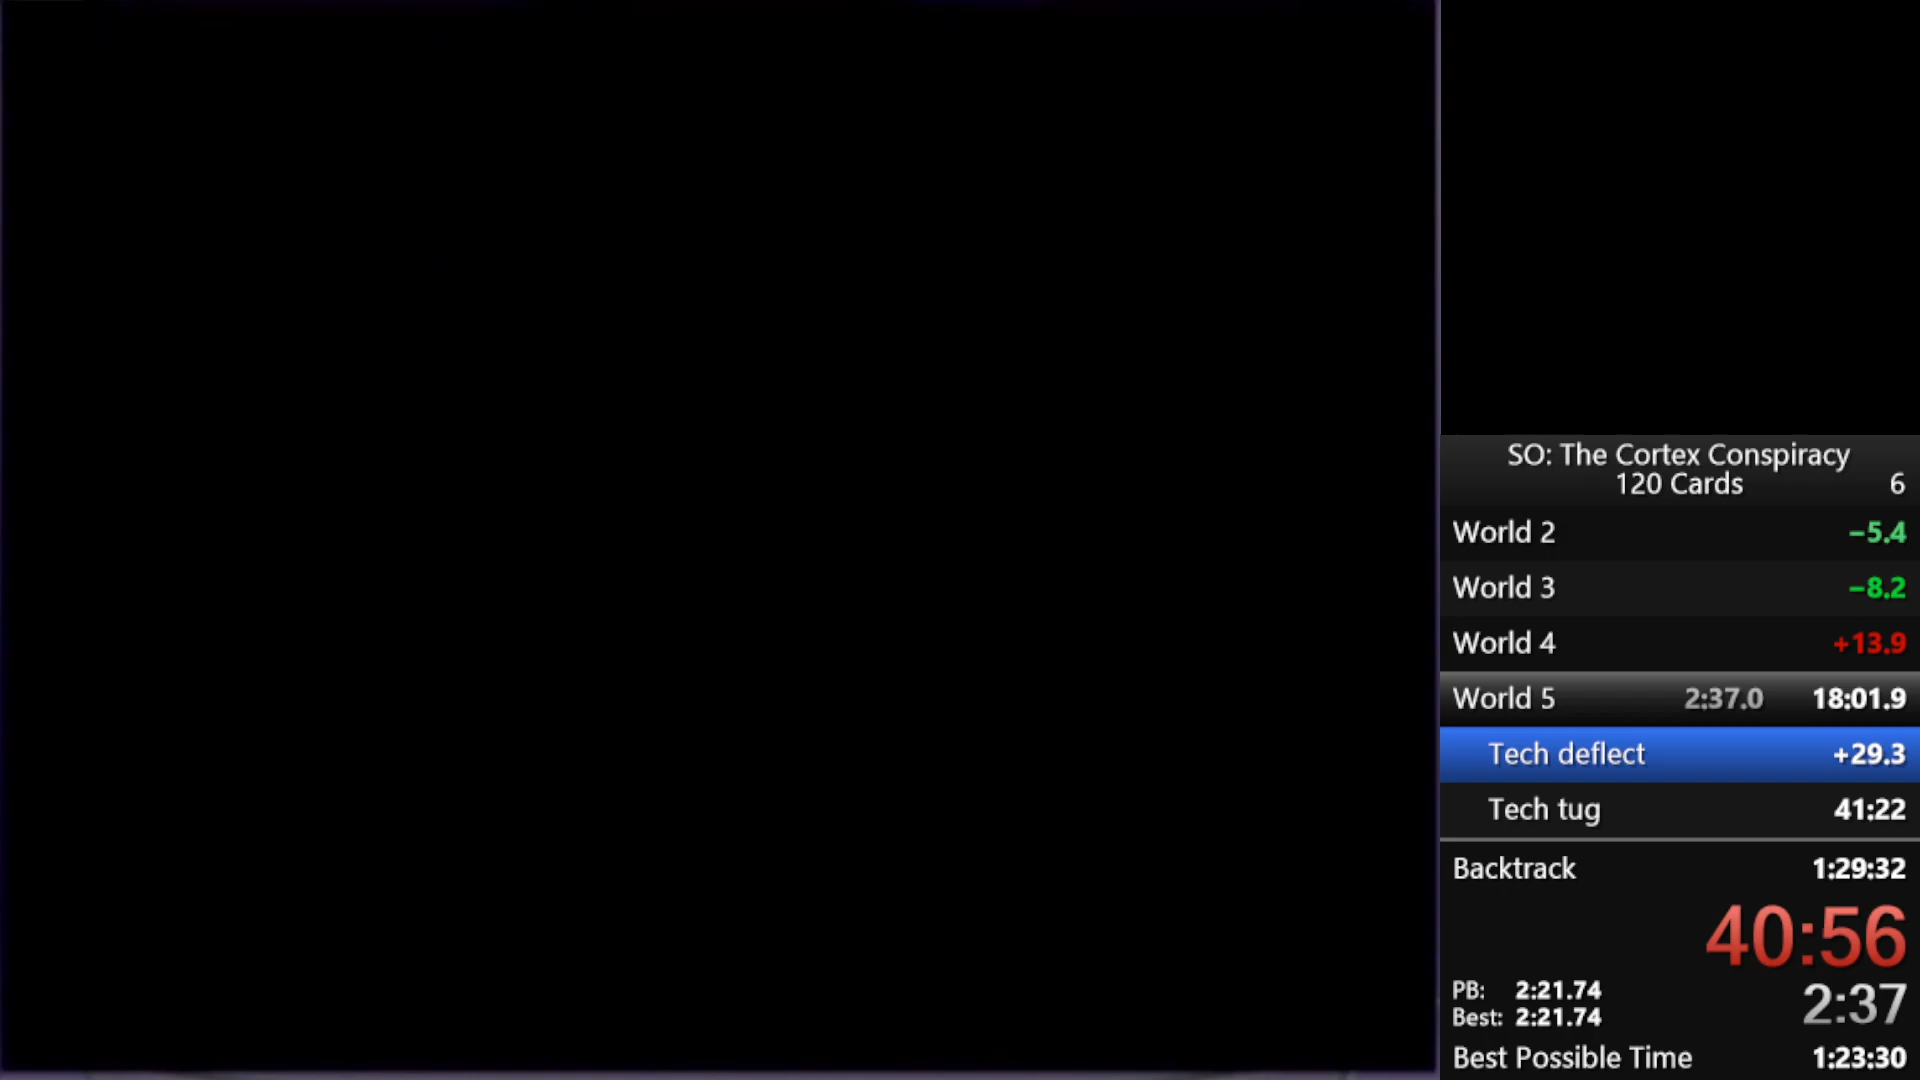 SO: The Cortex Conspiracy
120 Cards 6
World 2 −5.4
World 3 −8.2
World 4 +13.9
World 5 2:37.0 18:01.9
Tech deflect +29.3
Tech tug 41:22
Backtrack 1:29:32
40:56
PB: 2:21.74
Best: 2:21.74
2:37
Best Possible Time 1:23:30